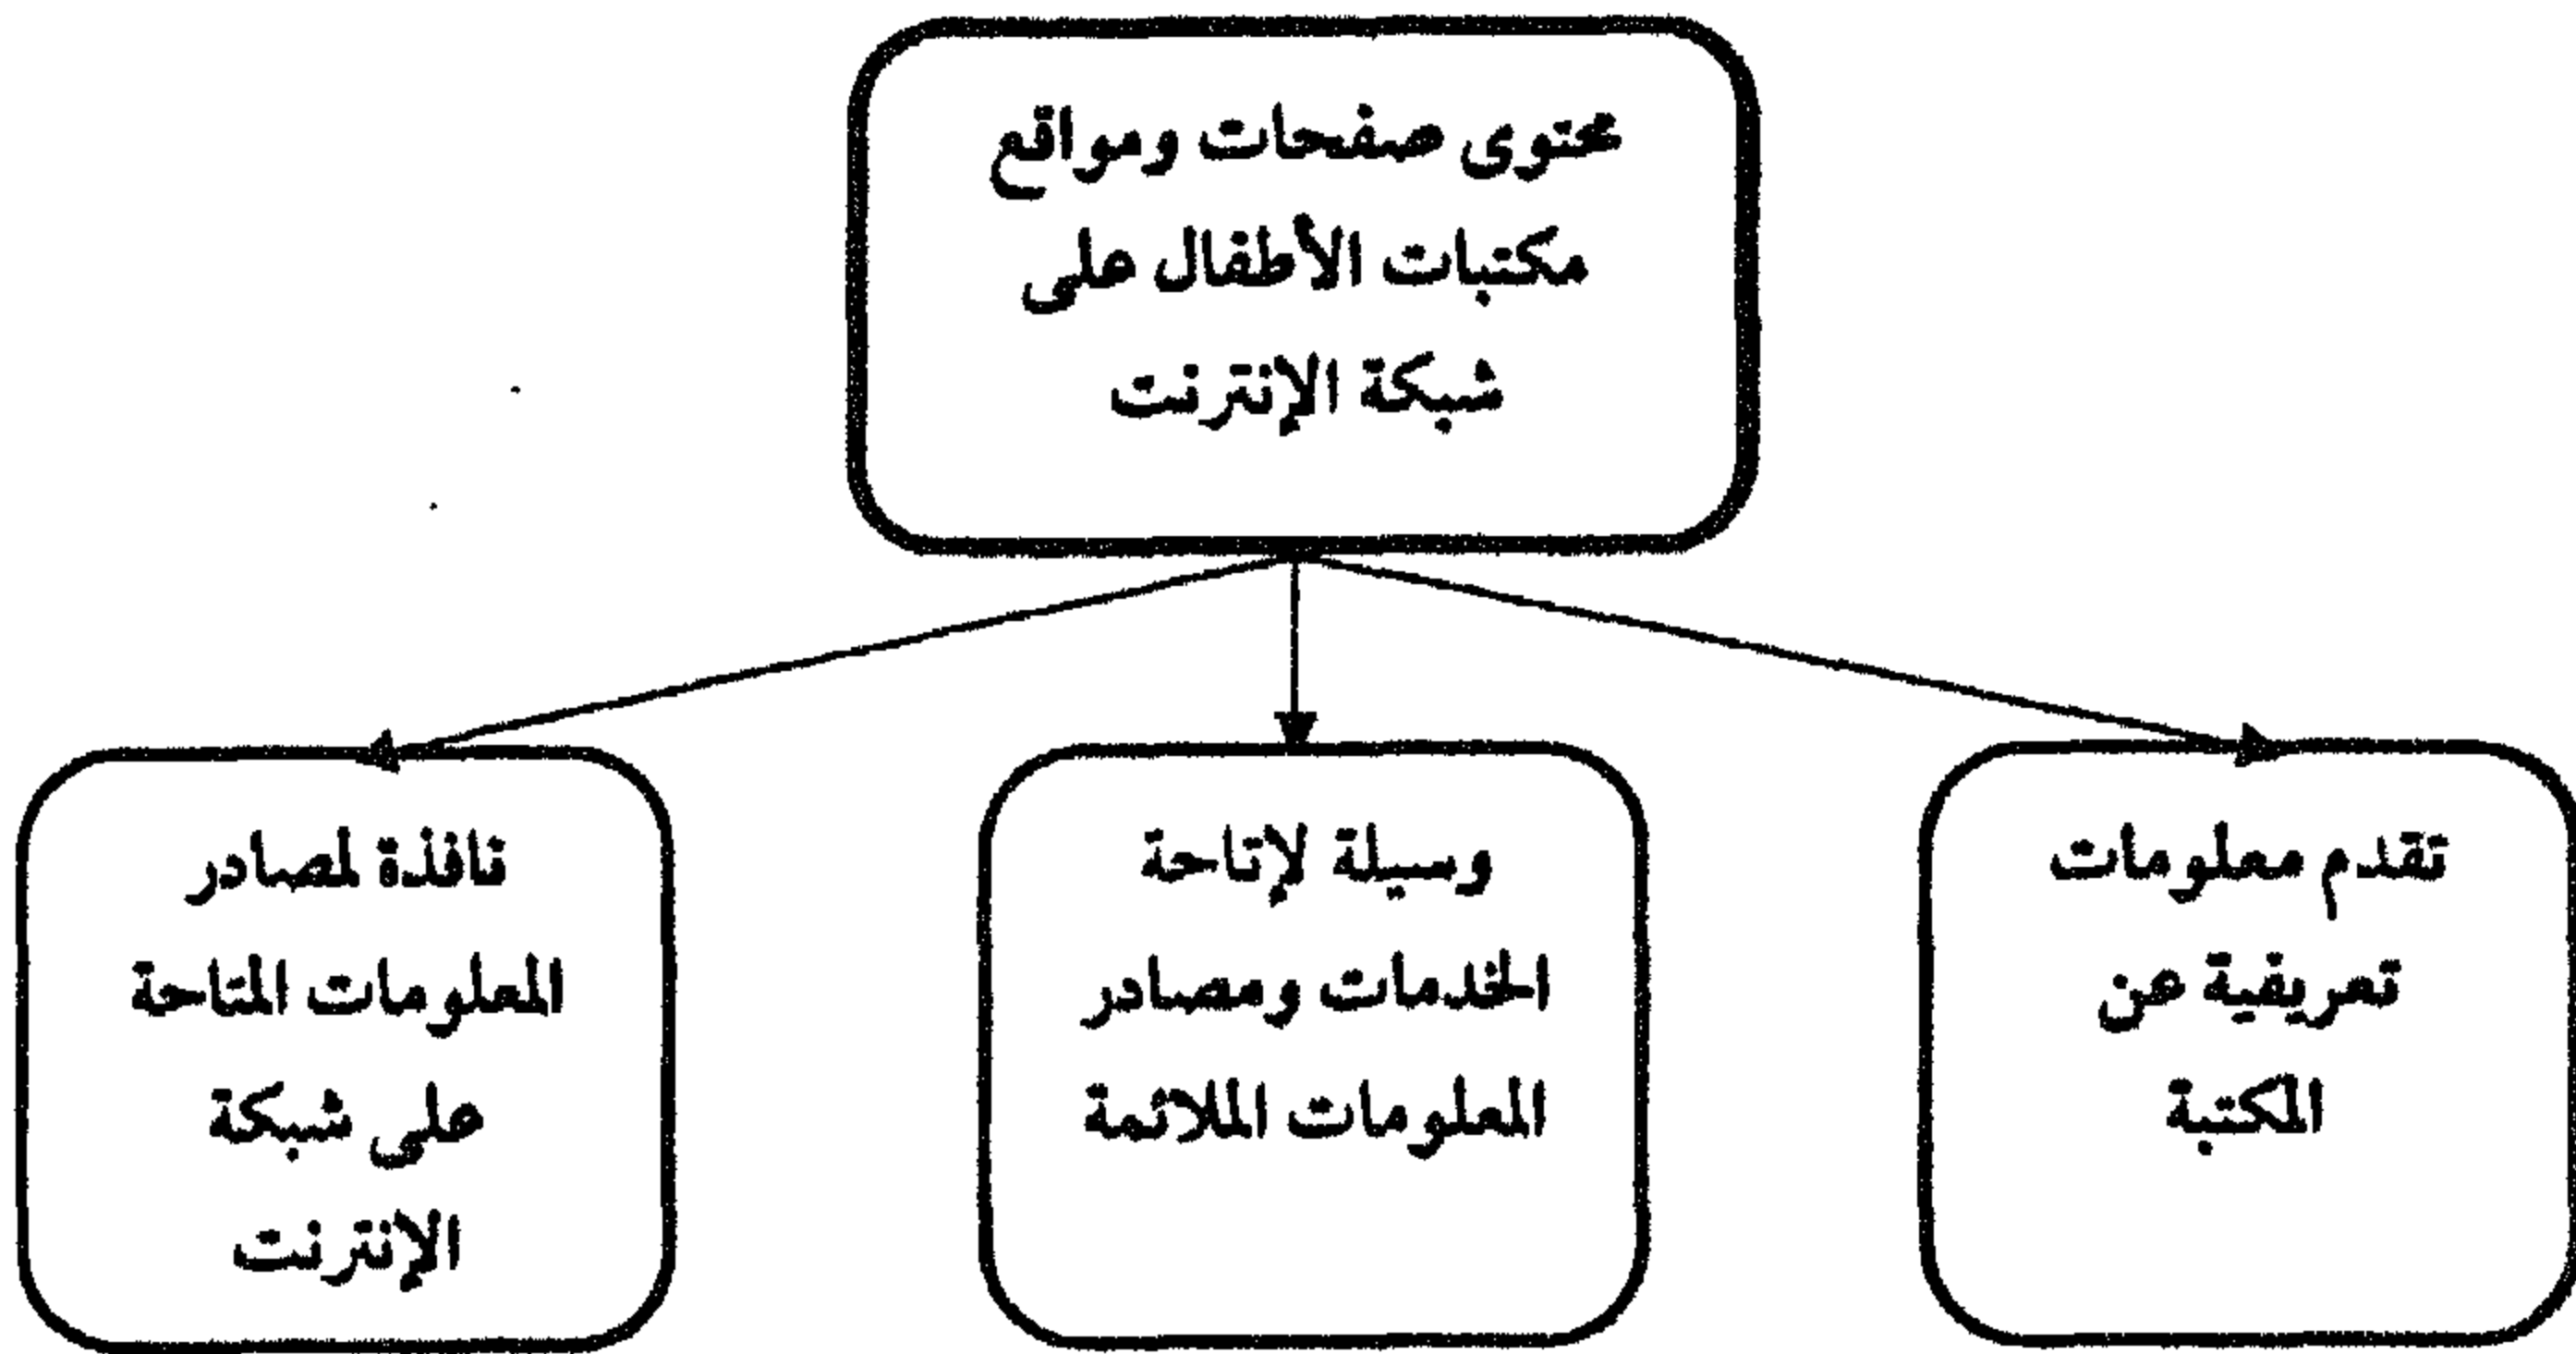 محتوى صفحات ومواقع
مكتبات الأطفال على
شبكة الإنترنت
تقدم معلومات
تعريفية عن
المكتبة
وسيلة لإتاحة
الخدمات ومصادر
المعلومات الملائمة
نافذة لمصادر
المعلومات المتاحة
على شبكة
الإنترنت